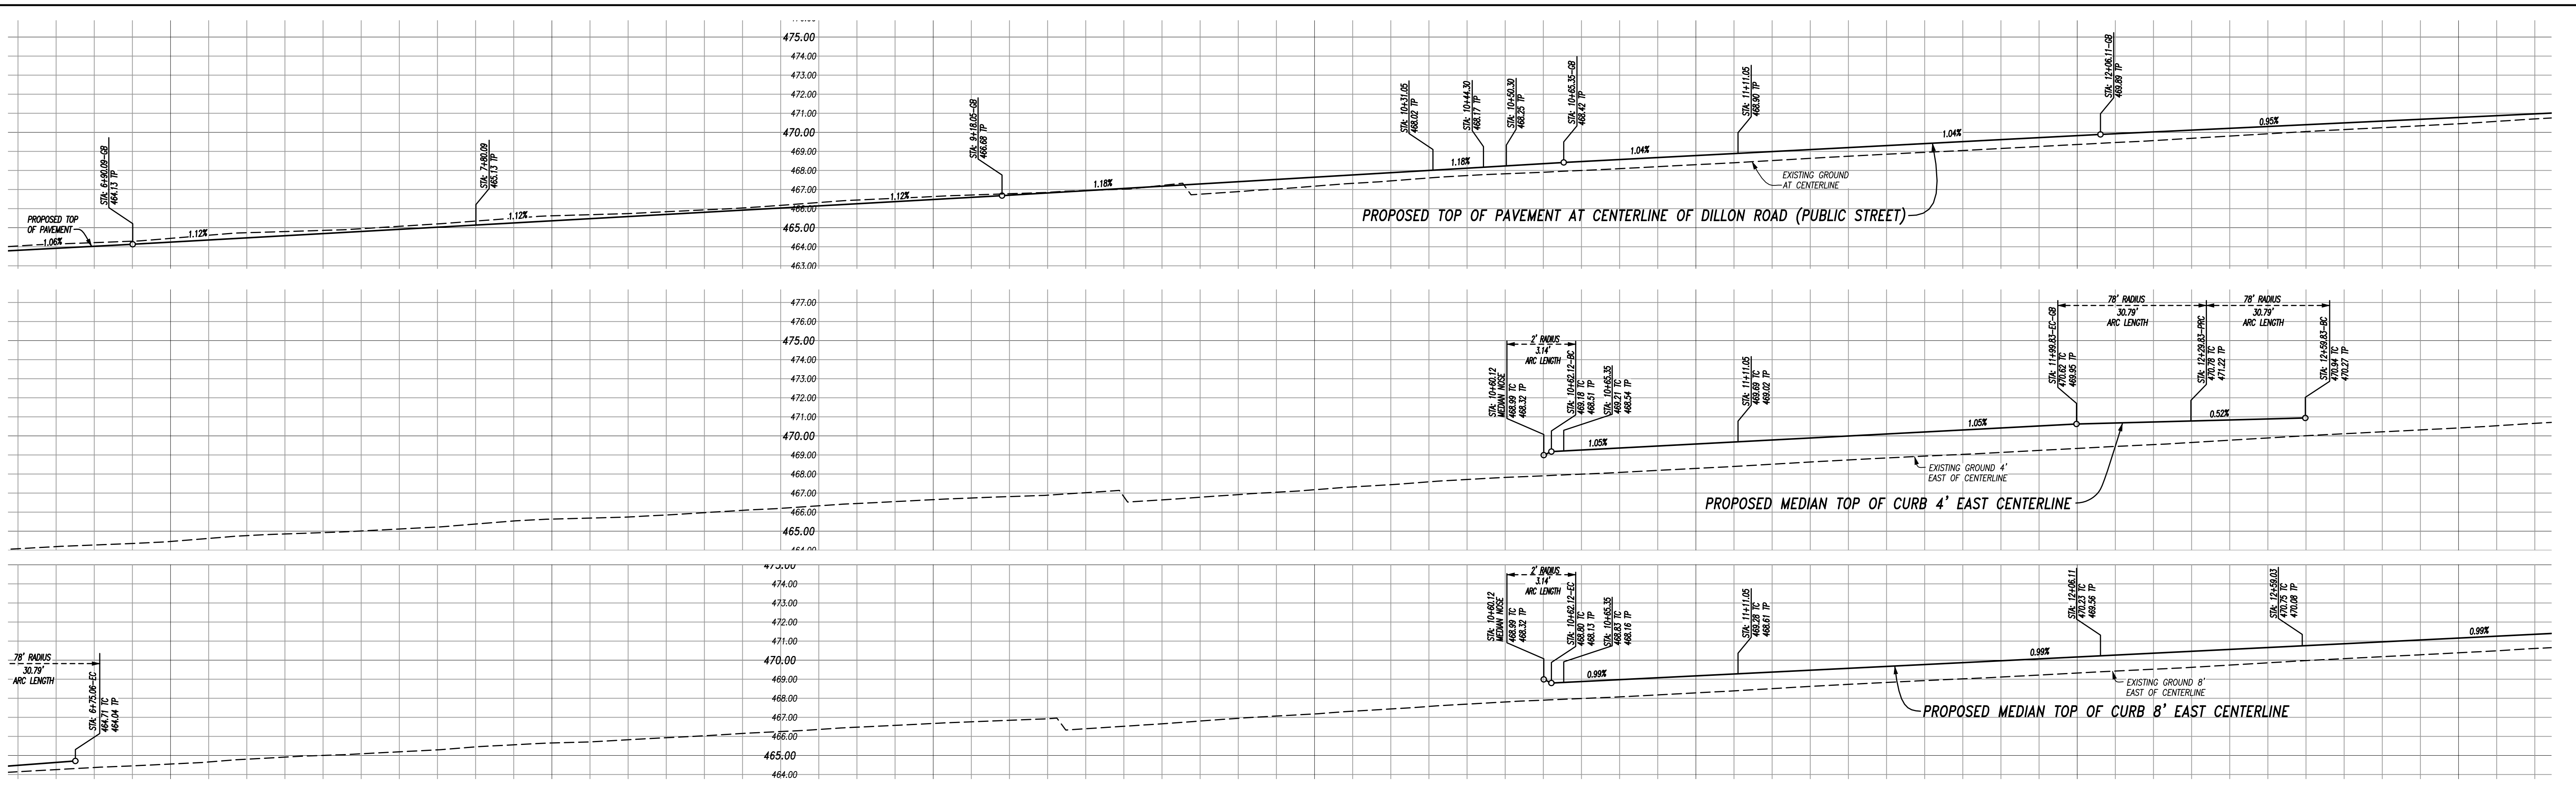 475.00
474.00
473.00
472.00
471.00
470.00
469.00
468.00
467.00
466.00
465.00
464.00
463.00
STA: 6+90.09-GB
464.13 TP
PROPOSED TOP
OF PAVEMENT
1.06%
1.12%
STA: 7+80.09
465.13 TP
1.12%
1.12%
STA: 9+18.05-GB
466.68 TP
1.18%
STA: 10+31.05
468.02 TP
1.18%
STA: 10+44.30
468.17 TP
STA: 10+50.30
468.25 TP
STA: 10+65.35-GB
468.42 TP
1.04%
STA: 11+11.05
468.90 TP
EXISTING GROUND
AT CENTERLINE
1.04%
STA: 12+06.11-GB
469.89 TP
0.95%
PROPOSED TOP OF PAVEMENT AT CENTERLINE OF DILLON ROAD (PUBLIC STREET)
477.00
476.00
475.00
474.00
473.00
472.00
471.00
470.00
469.00
468.00
467.00
466.00
465.00
464.00
2' RADIUS
3.14'
ARC LENGTH
STA: 10+60.12
MEDIAN NOSE
468.99 TC
468.32 TP
STA: 10+62.12-BC
469.18 TC
468.51 TP
STA: 10+65.35
469.21 TC
468.54 TP
1.05%
STA: 11+11.05
469.69 TC
469.02 TP
1.05%
78' RADIUS
30.79'
ARC LENGTH
78' RADIUS
30.79'
ARC LENGTH
STA: 11+99.83-EC-GB
470.62 TC
469.95 TP
STA: 12+29.83-PRC
470.78 TC
471.22 TP
0.52%
STA: 12+59.83-BC
470.94 TC
470.27 TP
EXISTING GROUND 4'
EAST OF CENTERLINE
PROPOSED MEDIAN TOP OF CURB 4' EAST CENTERLINE
475.00
474.00
473.00
472.00
471.00
470.00
469.00
468.00
467.00
466.00
465.00
464.00
78' RADIUS
30.79'
ARC LENGTH
STA: 6+75.06-EC
464.71 TC
464.04 TP
2' RADIUS
3.14'
ARC LENGTH
STA: 10+60.12
MEDIAN NOSE
468.99 TC
468.32 TP
STA: 10+62.12-EC
468.80 TC
468.13 TP
STA: 10+65.35
468.83 TC
468.16 TP
0.99%
STA: 11+11.05
469.28 TC
468.61 TP
0.99%
STA: 12+06.11
470.23 TC
469.56 TP
STA: 12+59.03
470.75 TC
470.08 TP
0.99%
EXISTING GROUND 8'
EAST OF CENTERLINE
PROPOSED MEDIAN TOP OF CURB 8' EAST CENTERLINE